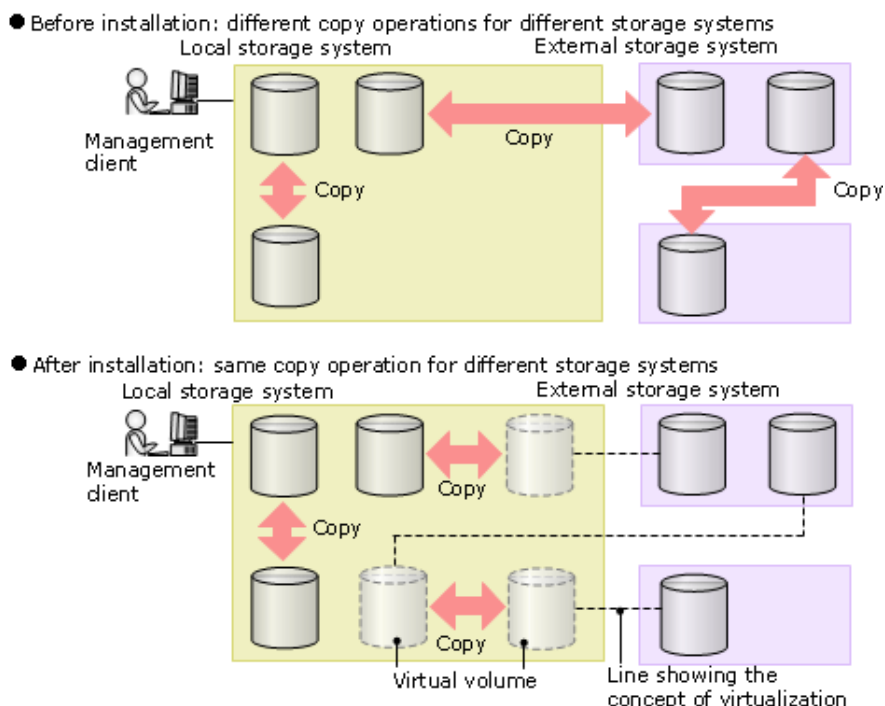 ● Before installation: different copy operations for different storage systems
Local storage system
External storage system
Management
client
Copy
Copy
Copy
● After installation: same copy operation for different storage systems
Local storage system
External storage system
Management
client
Copy
Copy
Copy
Virtual volume
Line showing the
concept of virtualization